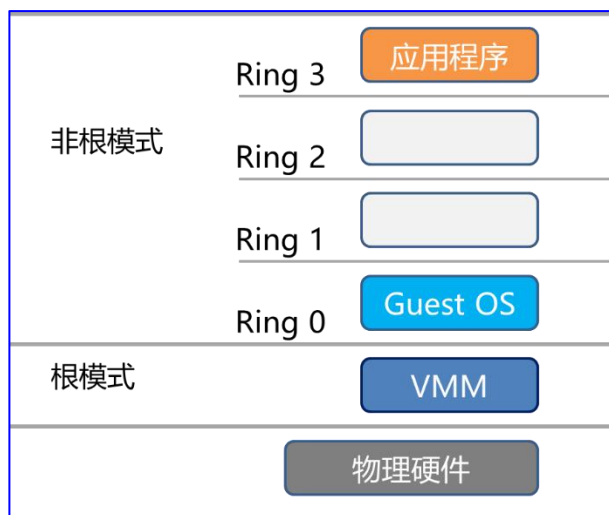 应用程序
Ring 3
非根模式
Ring 2
Ring 1
Guest OS
Ring 0
根模式
VMM
物理硬件